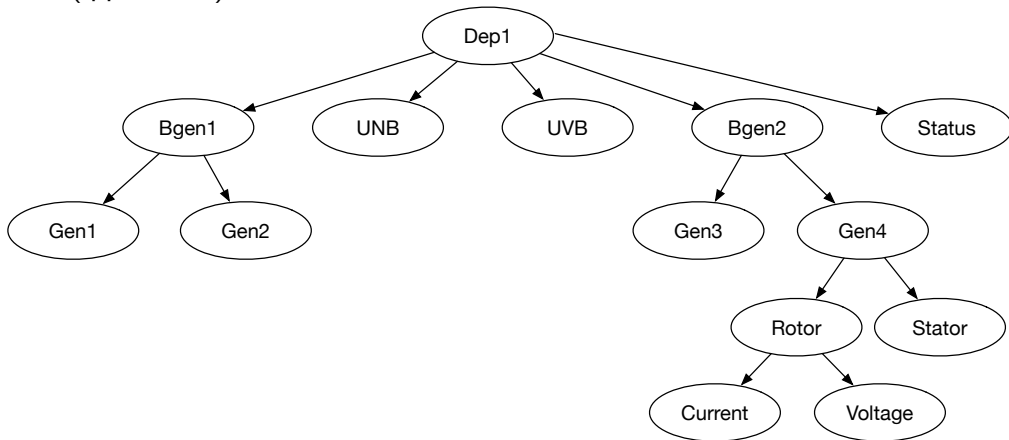 Dep1
Bgen1 UNB UVB Bgen2 Status
Gen1 Gen2 Gen3 Gen4
Rotor Stator
Current Voltage